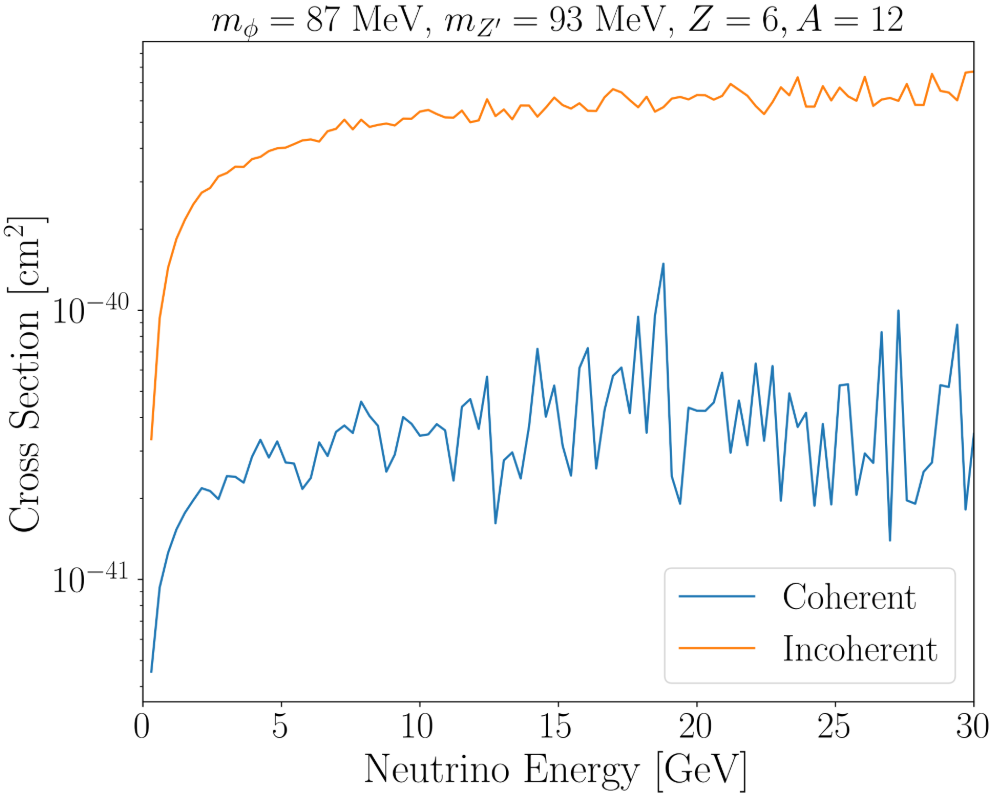 m_ϕ = 87 MeV, m_Z′ = 93 MeV, Z = 6, A = 12
Cross Section [cm²]
10⁻⁴⁰
10⁻⁴¹
Coherent
Incoherent
0 5 10 15 20 25 30
Neutrino Energy [GeV]